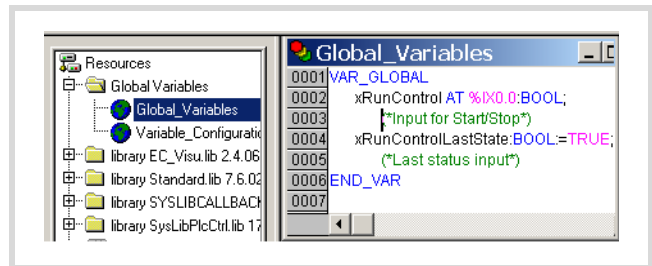 Resources
Global Variables
Global_Variables
Variable_Configuratio
library EC_Visu.lib 2.4.06
library Standard.lib 7.6.02
library SYSLIBCALLBACK
library SysLibPlcCtrl.lib 17
Global_Variables
0001 VAR_GLOBAL
0002 xRunControl AT %IX0.0:BOOL;
0003 (*Input for Start/Stop*)
0004 xRunControlLastState:BOOL:=TRUE;
0005 (*Last status input*)
0006 END_VAR
0007